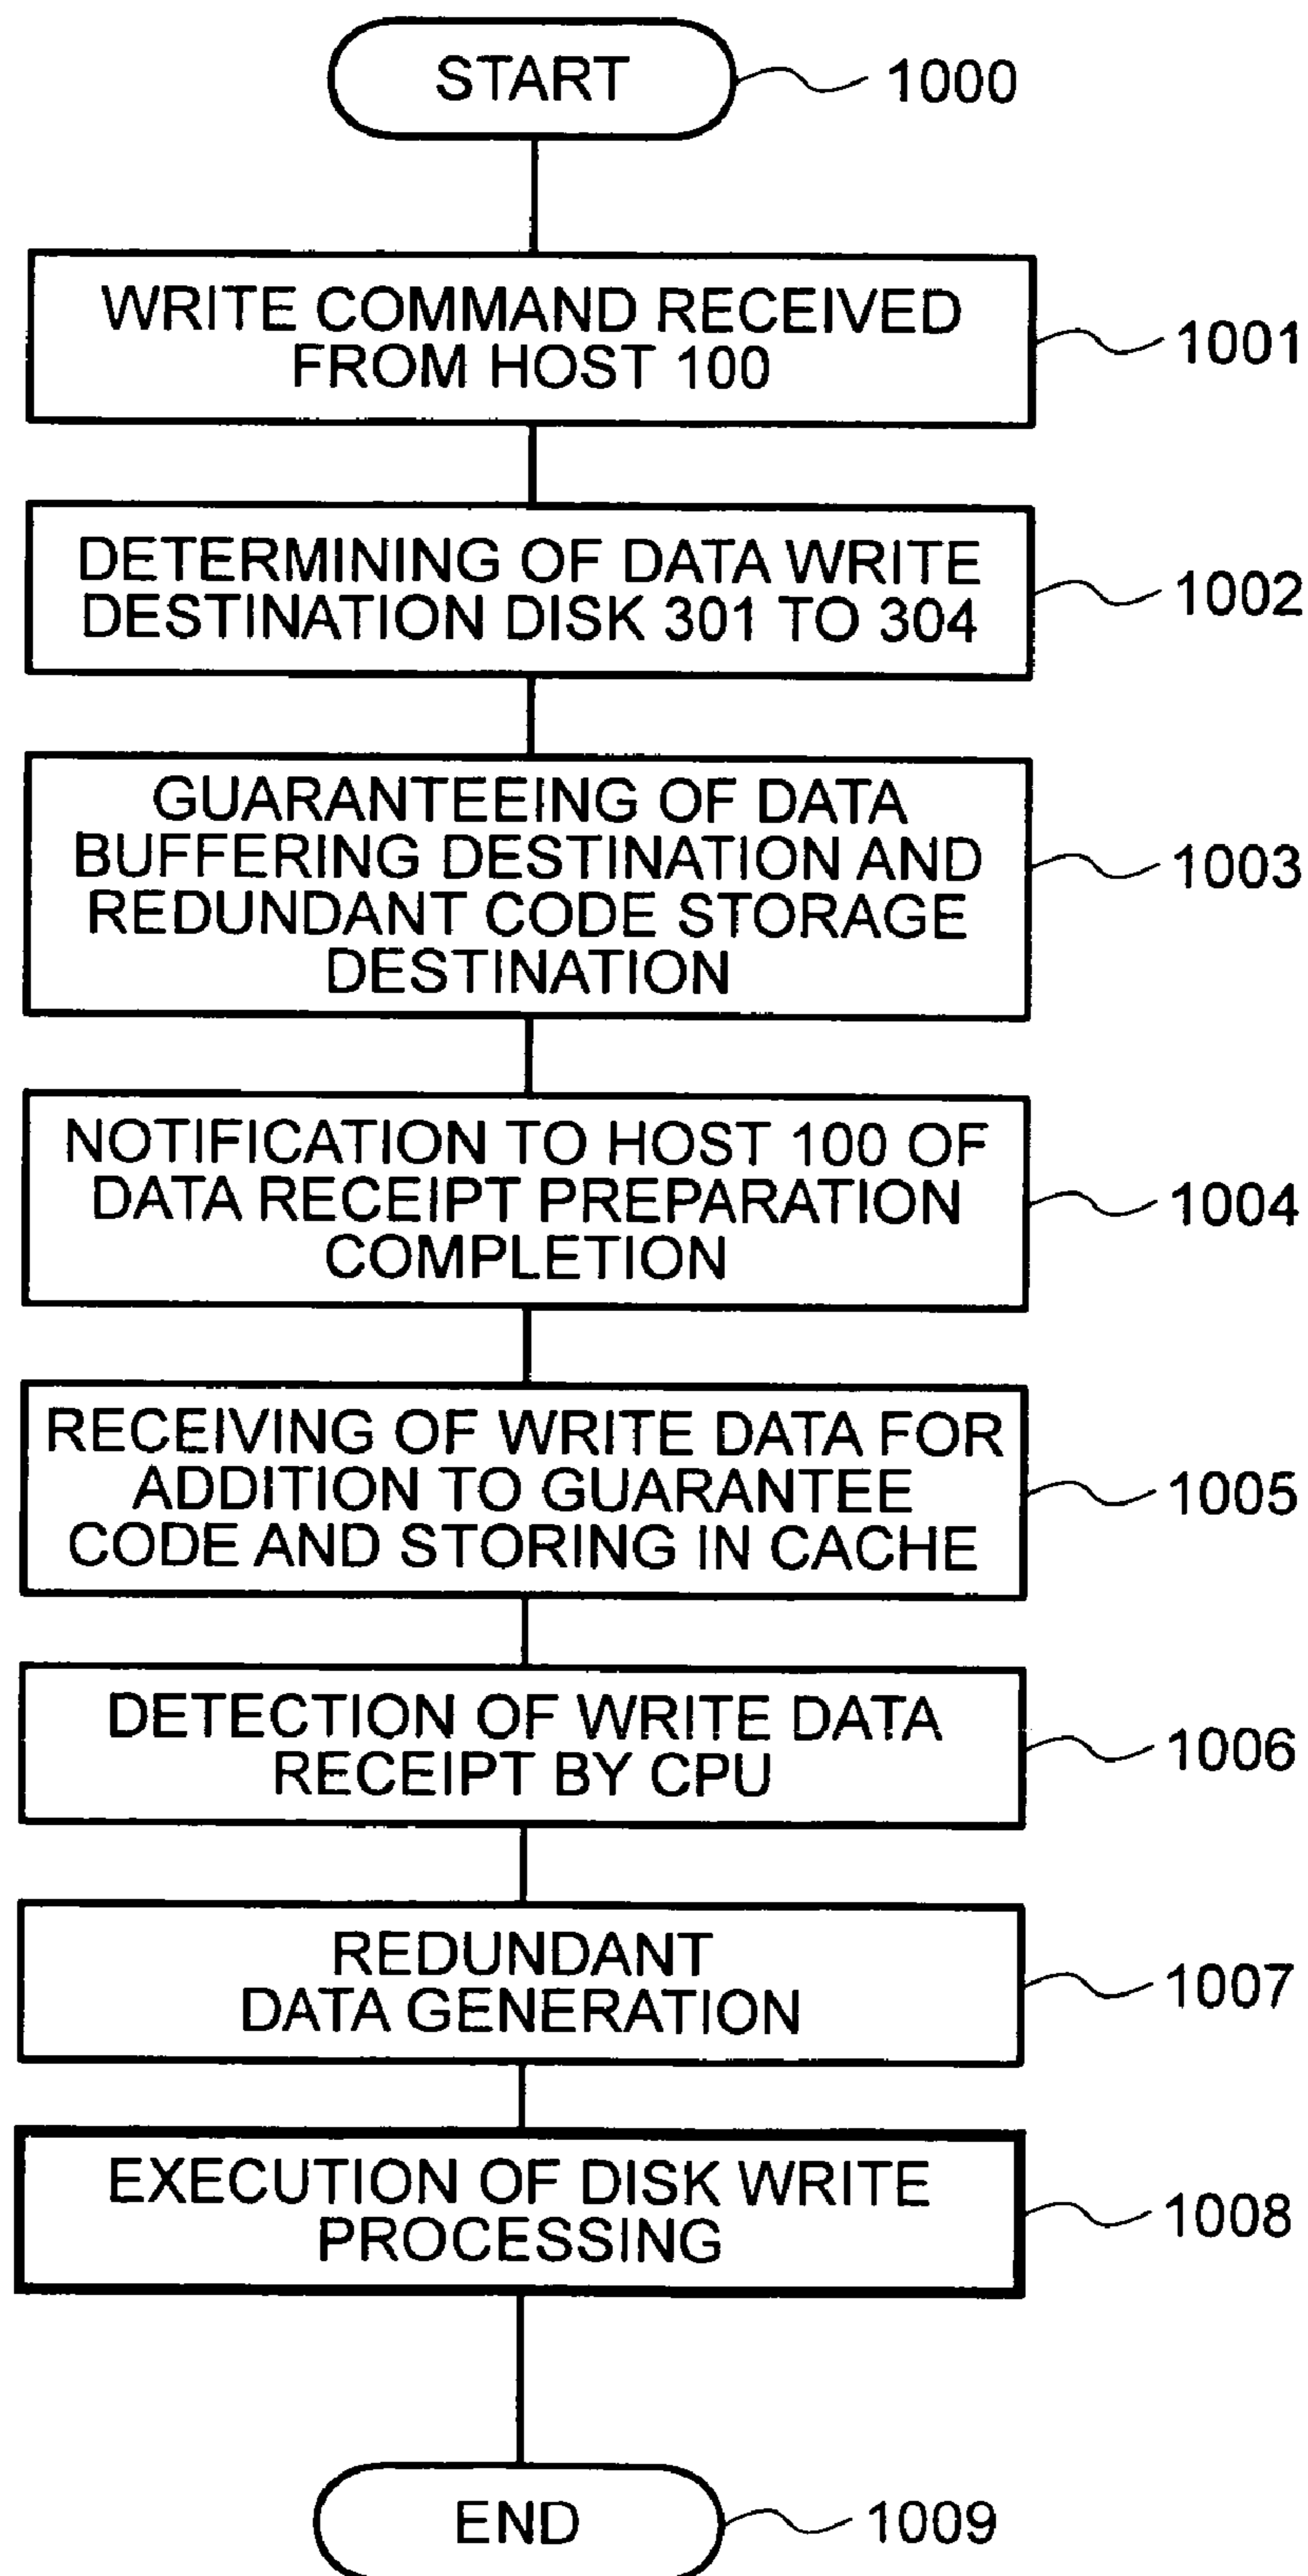 START
1000
WRITE COMMAND RECEIVED
FROM HOST 100
1001
DETERMINING OF DATA WRITE
DESTINATION DISK 301 TO 304
1002
GUARANTEEING OF DATA
BUFFERING DESTINATION AND
REDUNDANT CODE STORAGE
DESTINATION
1003
NOTIFICATION TO HOST 100 OF
DATA RECEIPT PREPARATION
COMPLETION
1004
RECEIVING OF WRITE DATA FOR
ADDITION TO GUARANTEE
CODE AND STORING IN CACHE
1005
DETECTION OF WRITE DATA
RECEIPT BY CPU
1006
REDUNDANT
DATA GENERATION
1007
EXECUTION OF DISK WRITE
PROCESSING
1008
END
1009